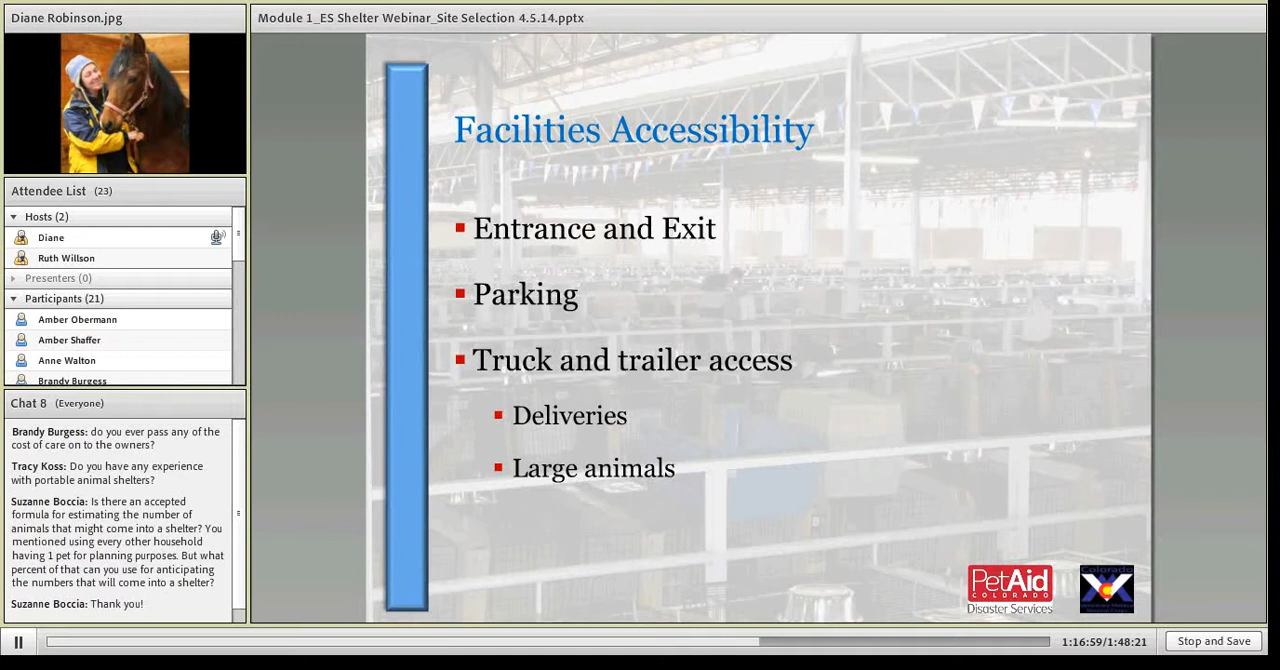 Diane Robinson.jpg
Module 1_ES Shelter Webinar_Site Selection 4.5.14.pptx
Attendee List (23)
Hosts (2)
Diane
Ruth Willson
Presenters (0)
Participants (21)
Amber Obermann
Amber Shaffer
Anne Walton
Brandy Burgess
Chat 8 (Everyone)
Brandy Burgess: do you ever pass any of the
cost of care on to the owners?
Tracy Koss: Do you have any experience
with portable animal shelters?
Suzanne Boccia: Is there an accepted
formula for estimating the number of
animals that might come into a shelter? You
mentioned using every other household
having 1 pet for planning purposes. But what
percent of that can you use for anticipating
the numbers that will come into a shelter?
Suzanne Boccia: Thank you!
Facilities Accessibility
Entrance and Exit
Parking
Truck and trailer access
Deliveries
Large animals
PetAid
COLORADO
Disaster Services
Colorado
1:16:59/1:48:21
Stop and Save